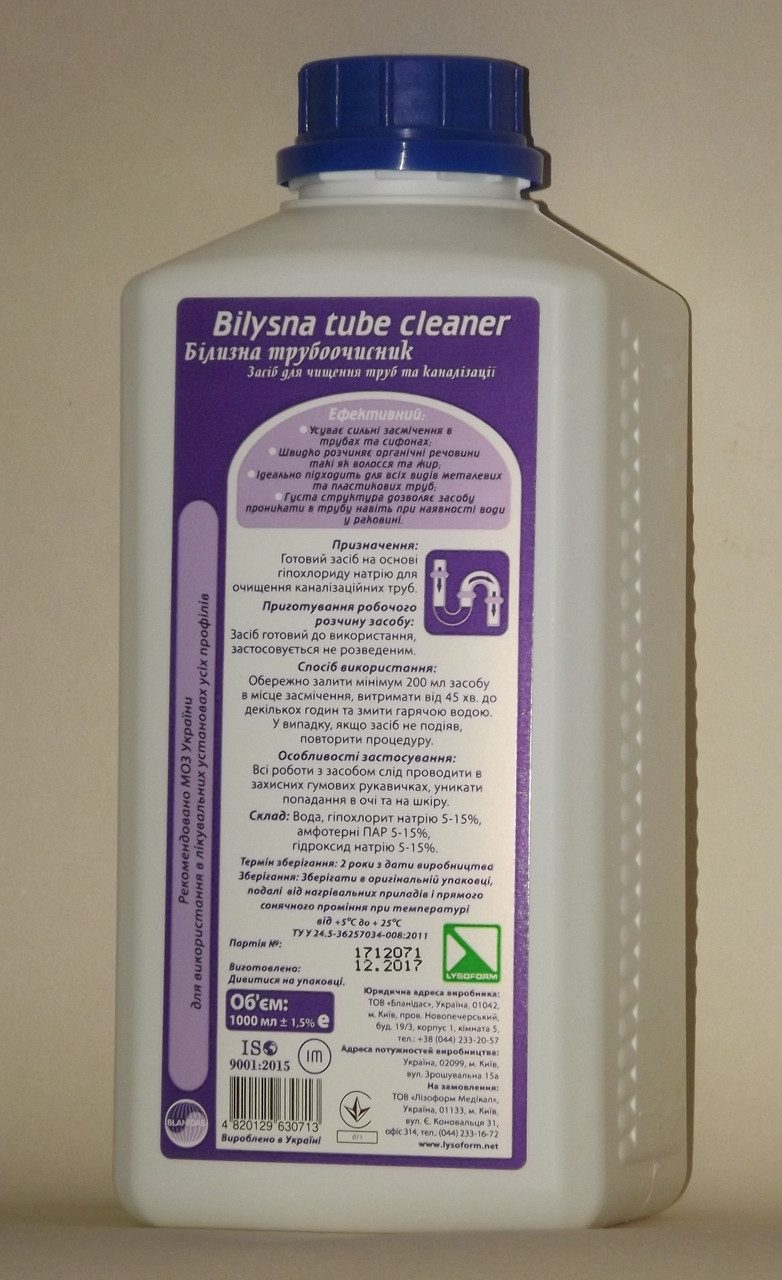 Bilysna tube cleaner
Білизна трубоочисник
Засіб для чищення труб та каналізації
Ефективний:
Усуває сильні засмічення в
трубах та сифонах;
Швидко розчиняє органічні речовини
такі як волосся та жир;
Ідеально підходить для всіх видів металевих
та пластикових труб;
Густа структура дозволяє засобу
проникати в трубу навіть при наявності води
у раковині.
Призначення:
Готовий засіб на основі
гіпохлориду натрію для
очищення каналізаційних труб.
Приготування робочого
розчину засобу:
Засіб готовий до використання,
застосовується не розведеним.
Спосіб використання:
Обережно залити мінімум 200 мл засобу
в місце засмічення, витримати від 45 хв. до
декількох годин та змити гарячою водою.
У випадку, якщо засіб не подіяв,
повторити процедуру.
Особливості застосування:
Всі роботи з засобом слід проводити в
захисних гумових рукавичках, уникати
попадання в очі та на шкіру.
Склад: Вода, гіпохлорит натрію 5-15%,
амфотерні ПАР 5-15%,
гідроксид натрію 5-15%.
Термін зберігання: 2 роки з дати виробництва
Зберігання: Зберігати в оригінальній упаковці,
подалі від нагрівальних приладів і прямого
сонячного проміння при температурі
від +5°С до + 25°С
ТУ У 24.5-36257034-008:2011
Партія №:
1712071
12.2017
Виготовлено:
Дивитися на упаковці.
LYSOFORM
Об'єм:
1000 мл ± 1,5% e
ISO
9001:2015
ім
4 820129 630713
Вироблено в Україні
011
BLANIDAS
Юридична адреса виробника:
ТОВ «Бланідас», Україна, 01042,
м. Київ, пров. Новопечерський,
буд. 19/3, корпус 1, кімната 5,
тел.: +38 (044) 233-20-57
Адреса потужностей виробництва:
Україна, 02099, м. Київ,
вул. Зрошувальна 15а
На замовлення:
ТОВ «Лізоформ Медікал»,
Україна, 01133, м. Київ,
вул. Є. Коновальця 31,
офіс 314, тел.: (044) 233-16-72
www.lysoform.net
Рекомендовано МОЗ України
для використання в лікувальних установах усіх профілів